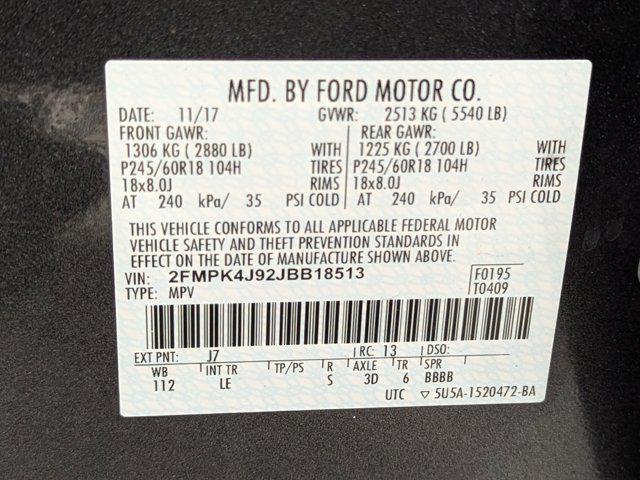 MFD. BY FORD MOTOR CO.
DATE: 11/17 GVWR: 2513 KG ( 5540 LB)
FRONT GAWR: REAR GAWR:
1306 KG ( 2880 LB) WITH 1225 KG ( 2700 LB) WITH
P245/60R18 104H TIRES P245/60R18 104H TIRES
18x8.0J RIMS 18x8.0J RIMS
AT 240 kPa/ 35 PSI COLD AT 240 kPa/ 35 PSI COLD
THIS VEHICLE CONFORMS TO ALL APPLICABLE FEDERAL MOTOR
VEHICLE SAFETY AND THEFT PREVENTION STANDARDS IN
EFFECT ON THE DATE OF MANUFACTURE SHOWN ABOVE.
VIN: 2FMPK4J92JBB18513 F0195
TYPE: MPV T0409
EXT PNT: J7 RC: 13 DSO:
WB INT TR TP/PS R AXLE TR SPR
112 LE S 3D 6 BBBB
UTC ▽ 5U5A-1520472-BA